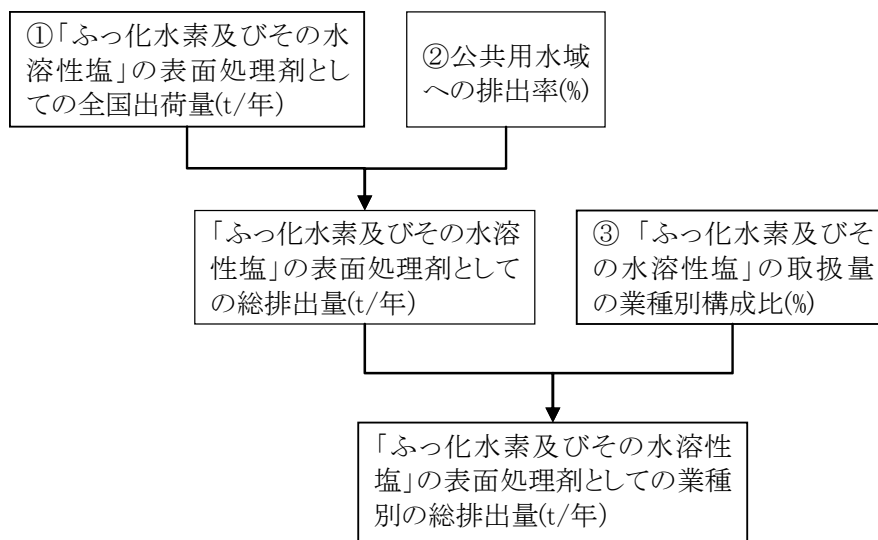 ①「ふっ化水素及びその水
溶性塩」の表面処理剤とし
ての全国出荷量(t/年)
②公共用水域
への排出率(%)
「ふっ化水素及びその水溶
性塩」の表面処理剤として
の総排出量(t/年)
③ 「ふっ化水素及びそ
の水溶性塩」の取扱量
の業種別構成比(%)
「ふっ化水素及びその水溶性
塩」の表面処理剤としての業種
別の総排出量(t/年)